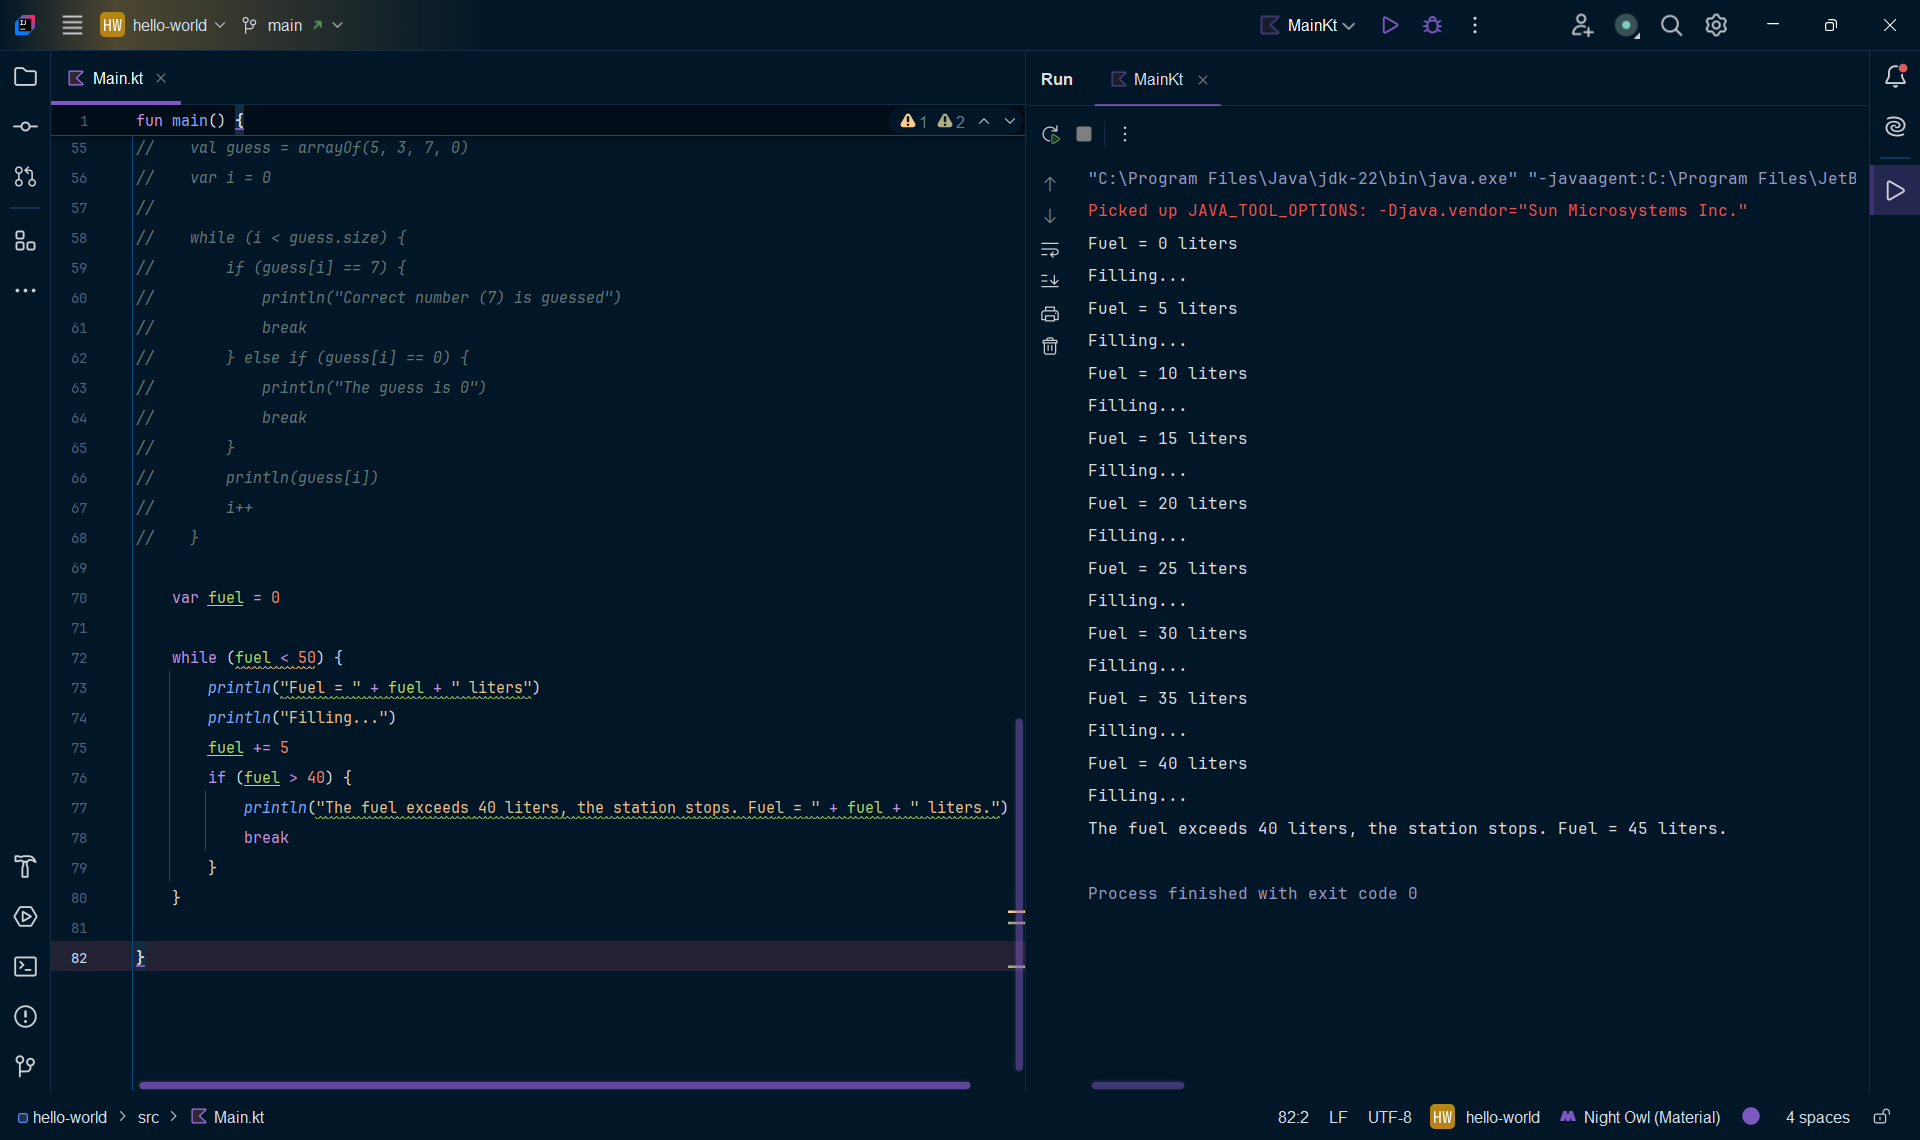 HW hello-world main MainKt
Main.kt
1 fun main() {
1 2
55 //    val guess = arrayOf(5, 3, 7, 0)
56 //    var i = 0
57 //
58 //    while (i < guess.size) {
59 //        if (guess[i] == 7) {
60 //            println("Correct number (7) is guessed")
61 //            break
62 //        } else if (guess[i] == 0) {
63 //            println("The guess is 0")
64 //            break
65 //        }
66 //        println(guess[i])
67 //        i++
68 //    }
69
70     var fuel = 0
71
72     while (fuel < 50) {
73         println("Fuel = " + fuel + " liters")
74         println("Filling...")
75         fuel += 5
76         if (fuel > 40) {
77             println("The fuel exceeds 40 liters, the station stops. Fuel = " + fuel + " liters.")
78             break
79         }
80     }
81
82 }
Run MainKt
"C:\Program Files\Java\jdk-22\bin\java.exe" "-javaagent:C:\Program Files\JetB
Picked up JAVA_TOOL_OPTIONS: -Djava.vendor="Sun Microsystems Inc."
Fuel = 0 liters
Filling...
Fuel = 5 liters
Filling...
Fuel = 10 liters
Filling...
Fuel = 15 liters
Filling...
Fuel = 20 liters
Filling...
Fuel = 25 liters
Filling...
Fuel = 30 liters
Filling...
Fuel = 35 liters
Filling...
Fuel = 40 liters
Filling...
The fuel exceeds 40 liters, the station stops. Fuel = 45 liters.
Process finished with exit code 0
hello-world > src > Main.kt
82:2 LF UTF-8 HW hello-world Night Owl (Material) 4 spaces